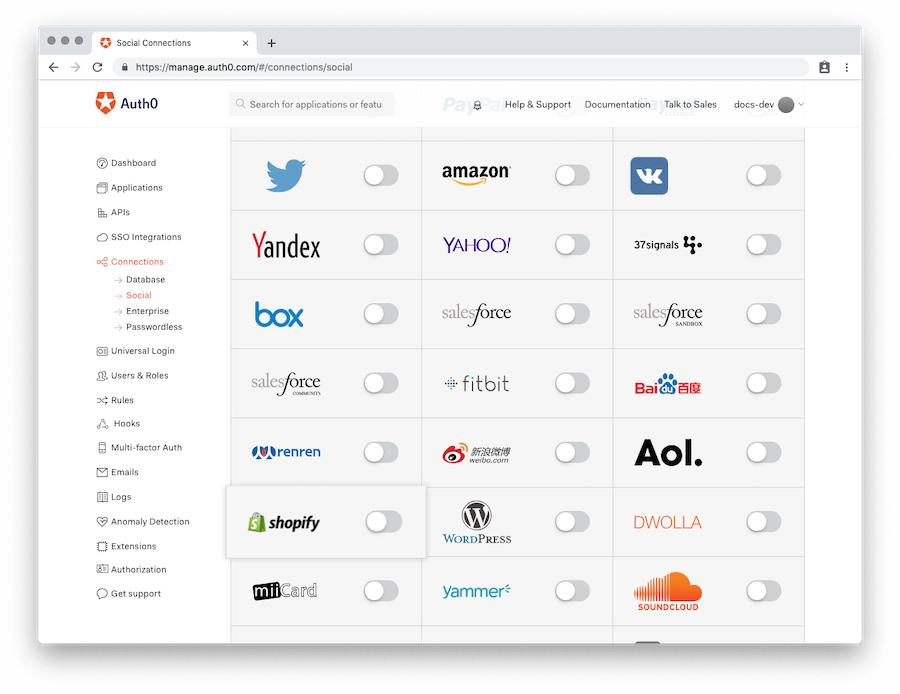 Social Connections
https://manage.auth0.com/#/connections/social
Auth0
Search for applications or featu
PayPal
Help & Support
Documentation
Talk to Sales
docs-dev
Dashboard
Applications
APIs
SSO Integrations
Connections
Database
Social
Enterprise
Passwordless
Universal Login
Users & Roles
Rules
Hooks
Multi-factor Auth
Emails
Logs
Anomaly Detection
Extensions
Authorization
Get support
amazon
VK
Yandex
YAHOO!
37signals
box
salesforce
salesforce
SANDBOX
salesforce
COMMUNITY
fitbit
Bai du 百度
renren
新浪微博
weibo.com
Aol.
shopify
WORDPRESS
DWOLLA
miiCard
yammer
SOUNDCLOUD